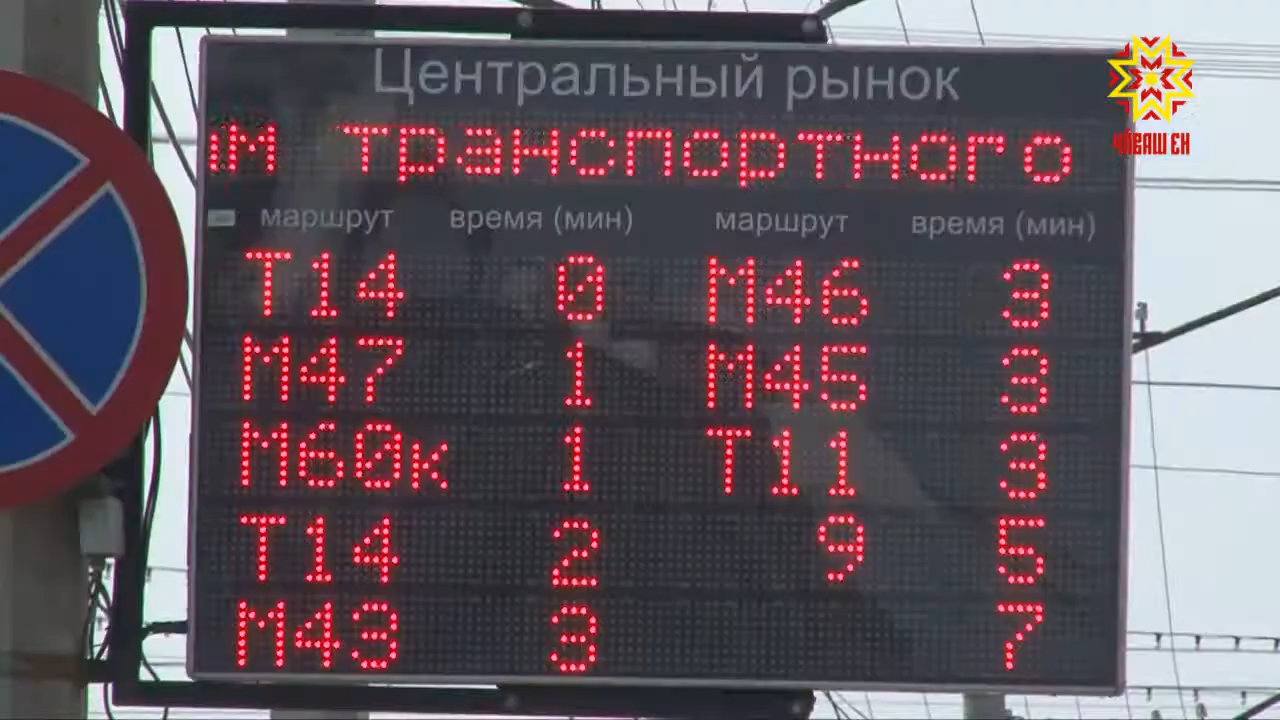 Центральный рынок
м транспортного
маршрут время (мин) маршрут время (мин)
Т14 0 М46 3
М47 1 М45 3
М60к 1 Т11 3
Т14 2 9 5
М43 3 7
ЧӐВАШ ЕН